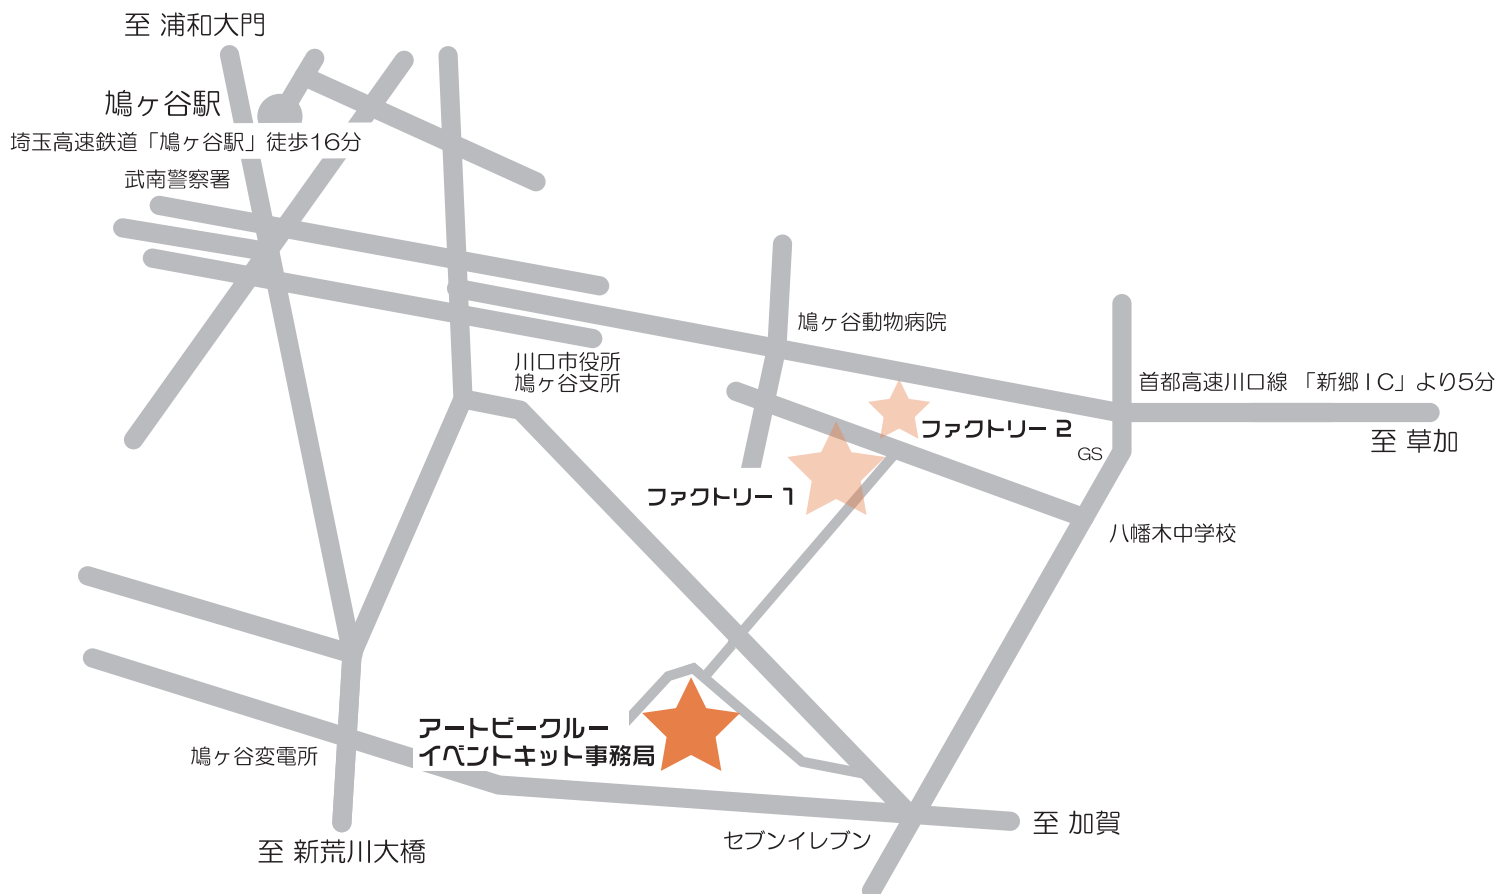 至 浦和大門
鳩ヶ谷駅
埼玉高速鉄道「鳩ヶ谷駅」徒歩16分
武南警察署
鳩ヶ谷動物病院
川口市役所
鳩ヶ谷支所
首都高速川口線 「新郷IC」より5分
至 草加
ファクトリー 2
GS
ファクトリー 1
八幡木中学校
アートビークルー
イベントキット事務局
鳩ヶ谷変電所
至 加賀
セブンイレブン
至 新荒川大橋